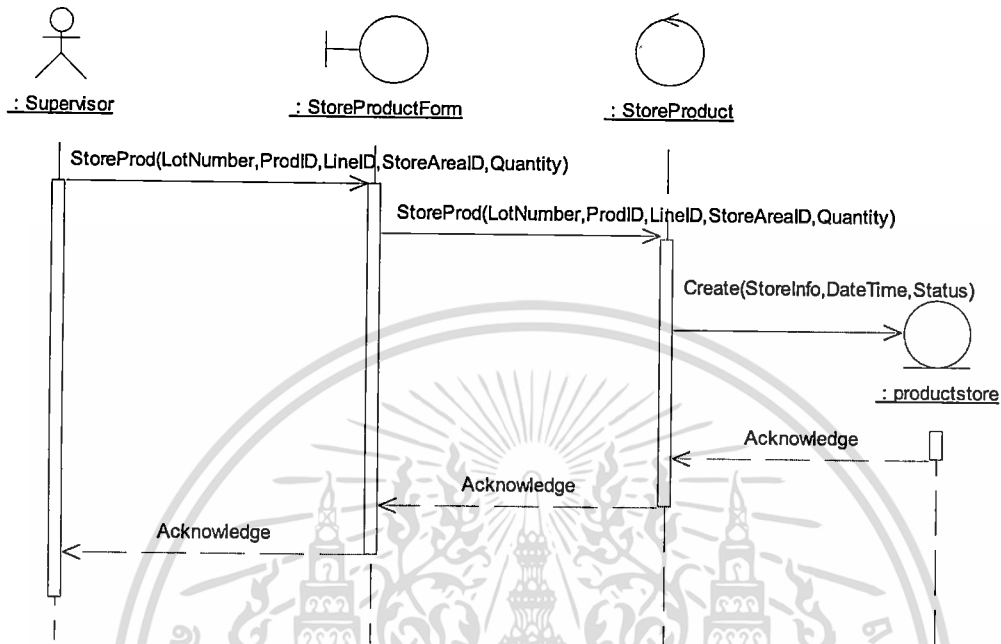 : Supervisor
: StoreProductForm
: StoreProduct
StoreProd(LotNumber,ProdID,LineID,StoreAreaID,Quantity)
StoreProd(LotNumber,ProdID,LineID,StoreAreaID,Quantity)
Create(StoreInfo,DateTime,Status)
: productstore
Acknowledge
Acknowledge
Acknowledge